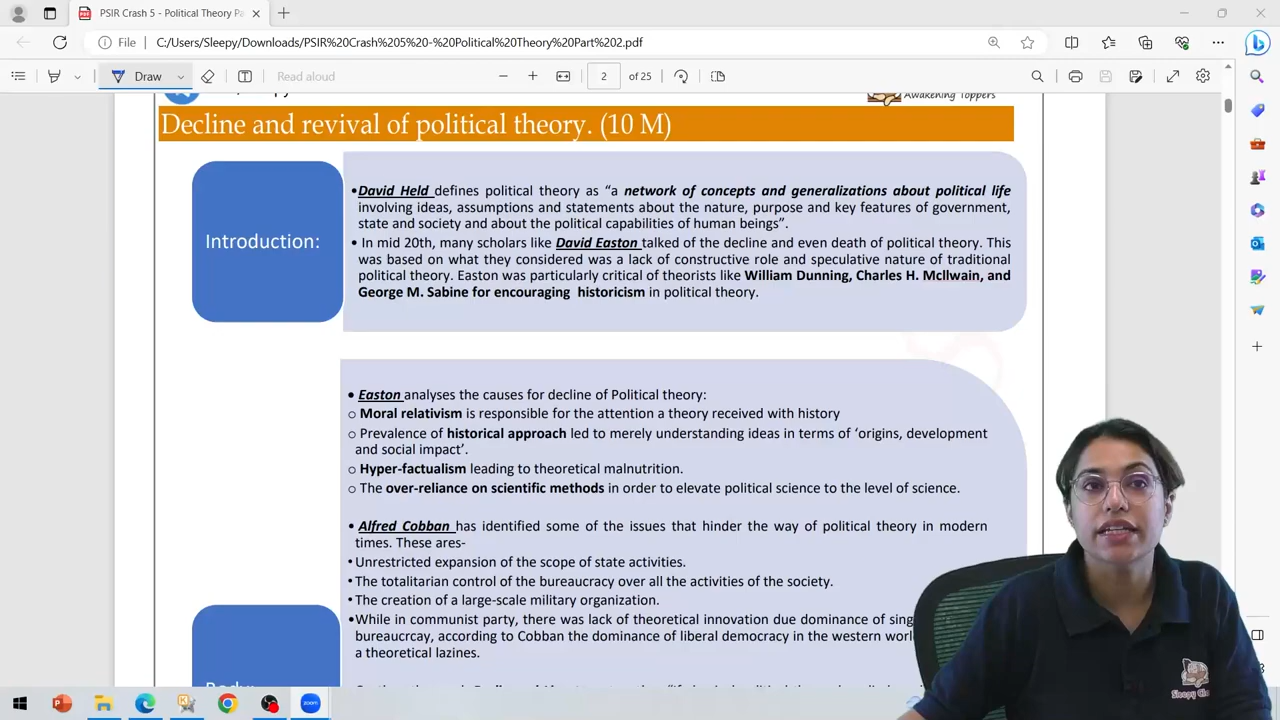 PSIR Crash 5 - Political Theory Pa
File
C:/Users/Sleepy/Downloads/PSIR%20Crash%205%20-%20Political%20Theory%20Part%202.pdf
Draw
Read aloud
2 of 25
Awakening Toppers
Decline and revival of political theory. (10 M)
Introduction:
•David Held defines political theory as “a network of concepts and generalizations about political life
involving ideas, assumptions and statements about the nature, purpose and key features of government,
state and society and about the political capabilities of human beings”.
• In mid 20th, many scholars like David Easton talked of the decline and even death of political theory. This
was based on what they considered was a lack of constructive role and speculative nature of traditional
political theory. Easton was particularly critical of theorists like William Dunning, Charles H. McIlwain, and
George M. Sabine for encouraging historicism in political theory.
• Easton analyses the causes for decline of Political theory:
o Moral relativism is responsible for the attention a theory received with history
o Prevalence of historical approach led to merely understanding ideas in terms of ‘origins, development
and social impact’.
o Hyper-factualism leading to theoretical malnutrition.
o The over-reliance on scientific methods in order to elevate political science to the level of science.
• Alfred Cobban has identified some of the issues that hinder the way of political theory in modern
times. These ares-
• Unrestricted expansion of the scope of state activities.
• The totalitarian control of the bureaucracy over all the activities of the society.
• The creation of a large-scale military organization.
•While in communist party, there was lack of theoretical innovation due dominance of sing
bureaucrcay, according to Cobban the dominance of liberal democracy in the western worl
a theoretical lazines.
zoom